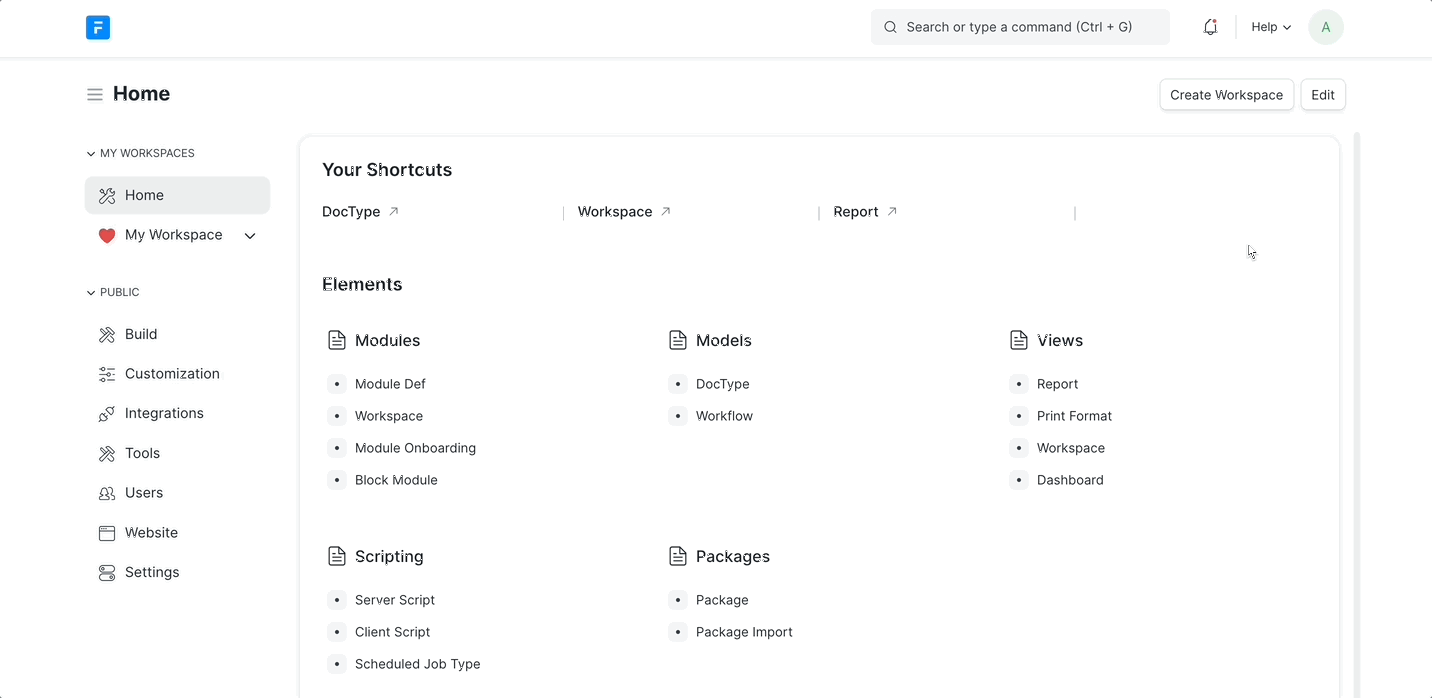 F
Search or type a command (Ctrl + G)
Help
A
Home
Create Workspace
Edit
MY WORKSPACES
Home
My Workspace
PUBLIC
Build
Customization
Integrations
Tools
Users
Website
Settings
Your Shortcuts
DocType
Workspace
Report
Elements
Modules
Module Def
Workspace
Module Onboarding
Block Module
Models
DocType
Workflow
Views
Report
Print Format
Workspace
Dashboard
Scripting
Server Script
Client Script
Scheduled Job Type
Packages
Package
Package Import